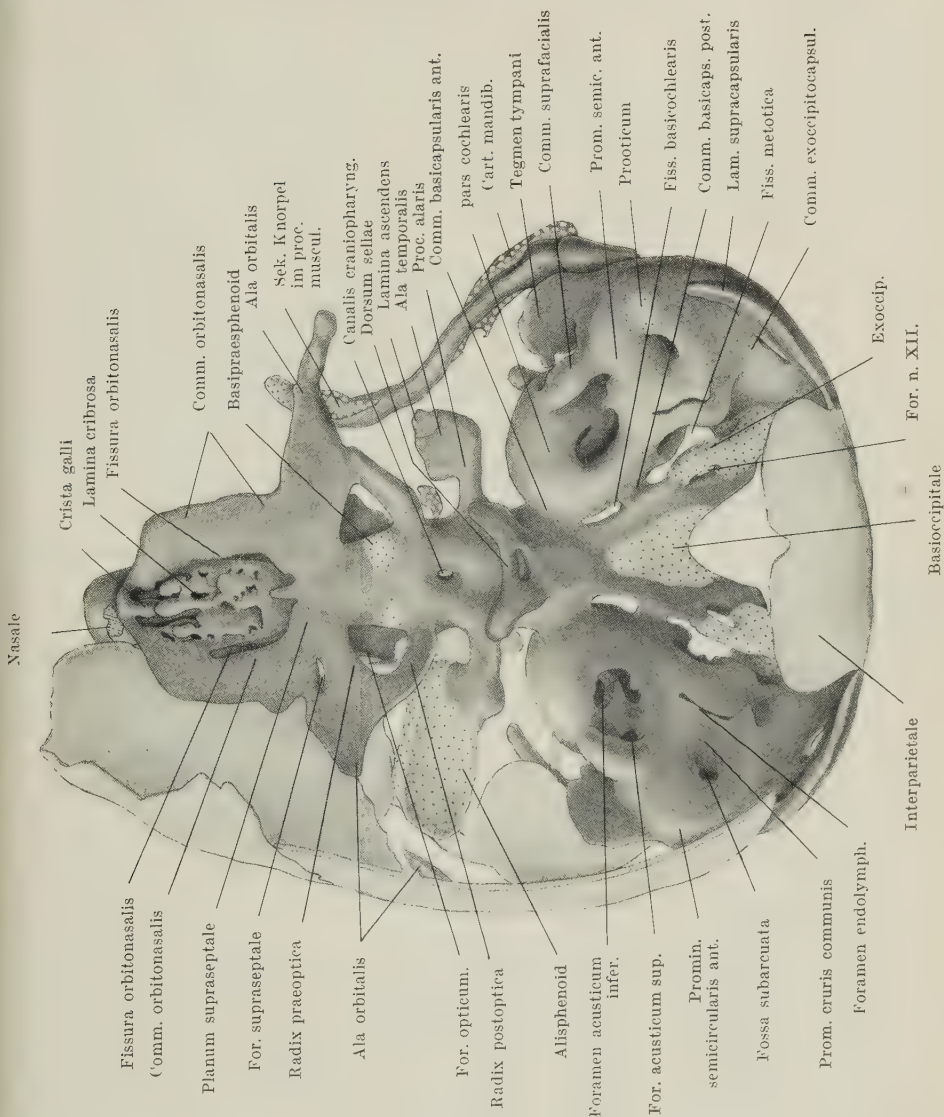 Nasale
Crista galli
Lamina cribrosa
Fissura orbitonasalis
Comm. orbitonasalis
Basipraesphenoid
Ala orbitalis
Sek. Knorpel
im proc.
muscul.
Canalis craniopharyng.
Dorsum sellae
Lamina ascendens
Ala temporalis
Proc. alaris
Comm. basicapsularis ant.
pars cochlearis
Cart. mandib.
Tegmen tympani
Comm. suprafacialis
Prom. semic. ant.
Prooticum
Fiss. basicochlearis
Comm. basicaps. post.
Lam. supracapsularis
Fiss. metotica
Comm. exoccipitocapsul.
Fissura orbitonasalis
Comm. orbitonasalis
Planum supraseptale
For. supraseptale
Radix praeoptica
Ala orbitalis
For. opticum.
Radix postoptica
Alisphenoid
Foramen acusticum
infer.
For. acusticum sup.
Promin.
semicircularis ant.
Fossa subarcuata
Prom. cruris communis
Foramen endolymph.
Interparietale
Basioccipitale
For. n. XII.
Exoccip.